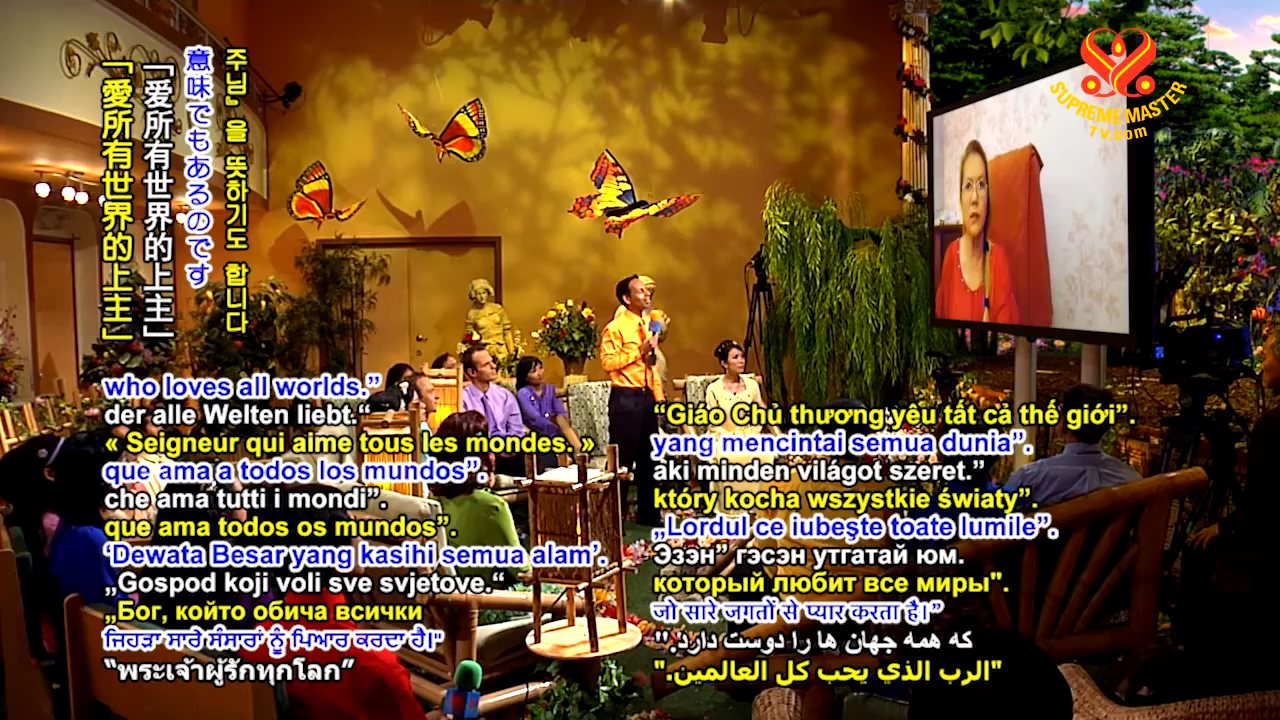 SUPREME MASTER
TV.com
주님』을 뜻하기도 합니다
意味でもあるのです
「爱所有世界的上主」
「愛所有世界的上主」
who loves all worlds.”
der alle Welten liebt.“
« Seigneur qui aime tous les mondes. »
que ama a todos los mundos”.
che ama tutti i mondi”.
que ama todos os mundos”.
‘Dewata Besar yang kasihi semua alam’.
„Gospod koji voli sve svjetove.“
„Бог, който обича всички
ਜਿਹੜਾ ਸਾਰੇ ਸੰਸਾਰਾਂ ਨੂੰ ਪਿਆਰ ਕਰਦਾ ਹੈ।"
“พระเจ้าผู้รักทุกโลก”
“Giáo Chủ thương yêu tất cả thế giới”.
yang mencintai semua dunia”.
aki minden világot szeret.”
który kocha wszystkie światy”.
„Lordul ce iubeşte toate lumile”.
Эзэн” гэсэн утгатай юм.
который любит все миры".
जो सारे जगतों से प्यार करता है।”
که همه جهان ها را دوست دارد."
"الرب الذي يحب كل العالمين."